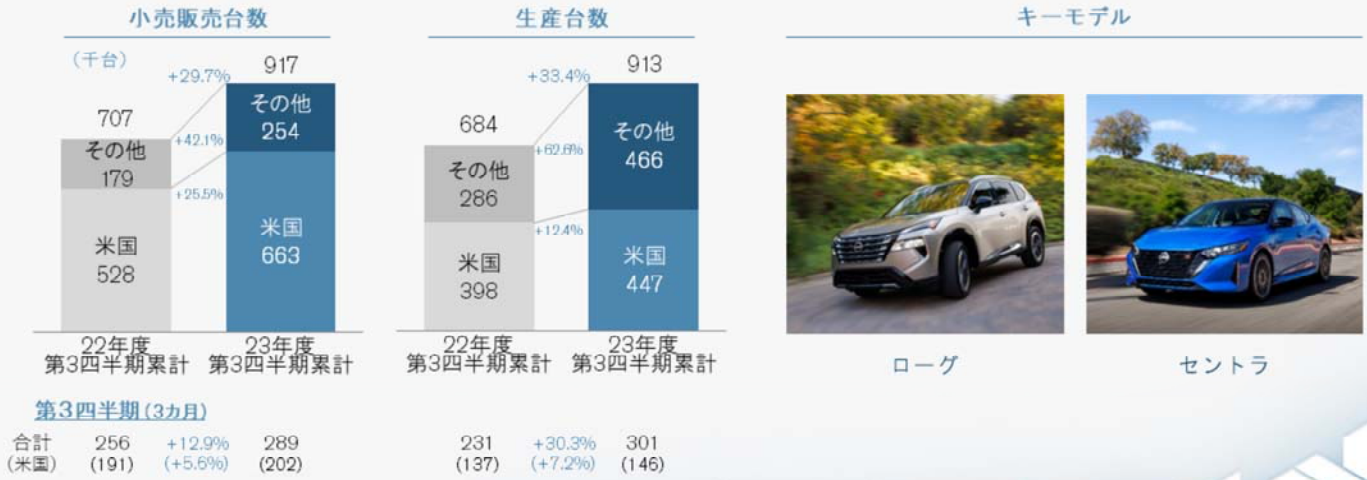 小売販売台数
(千台)
+29.7%
917
707
その他
254
その他
179
+42.1%
+25.5%
米国
528
米国
663
22年度
第3四半期累計
23年度
第3四半期累計
生産台数
+33.4%
913
684
その他
286
+62.6%
その他
466
+12.4%
米国
398
米国
447
22年度
第3四半期累計
23年度
第3四半期累計
キーモデル
ローグ
セントラ
第3四半期(3カ月)
合計 256 +12.9% 289 231 +30.3% 301
(米国) (191) (+5.6%) (202) (137) (+7.2%) (146)